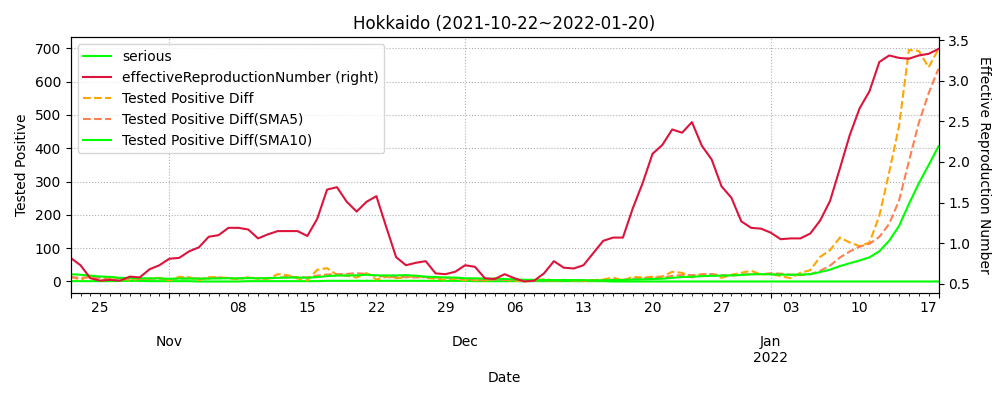 Hokkaido (2021-10-22~2022-01-20)
serious
effectiveReproductionNumber (right)
Tested Positive Diff
Tested Positive Diff(SMA5)
Tested Positive Diff(SMA10)
Tested Positive
700
600
500
400
300
200
100
0
3.5
3.0
2.5
2.0
1.5
1.0
0.5
Effective Reproduction Number
25 08 15 22 29 06 13 20 27 03 10 17
Nov Dec Jan
2022
Date